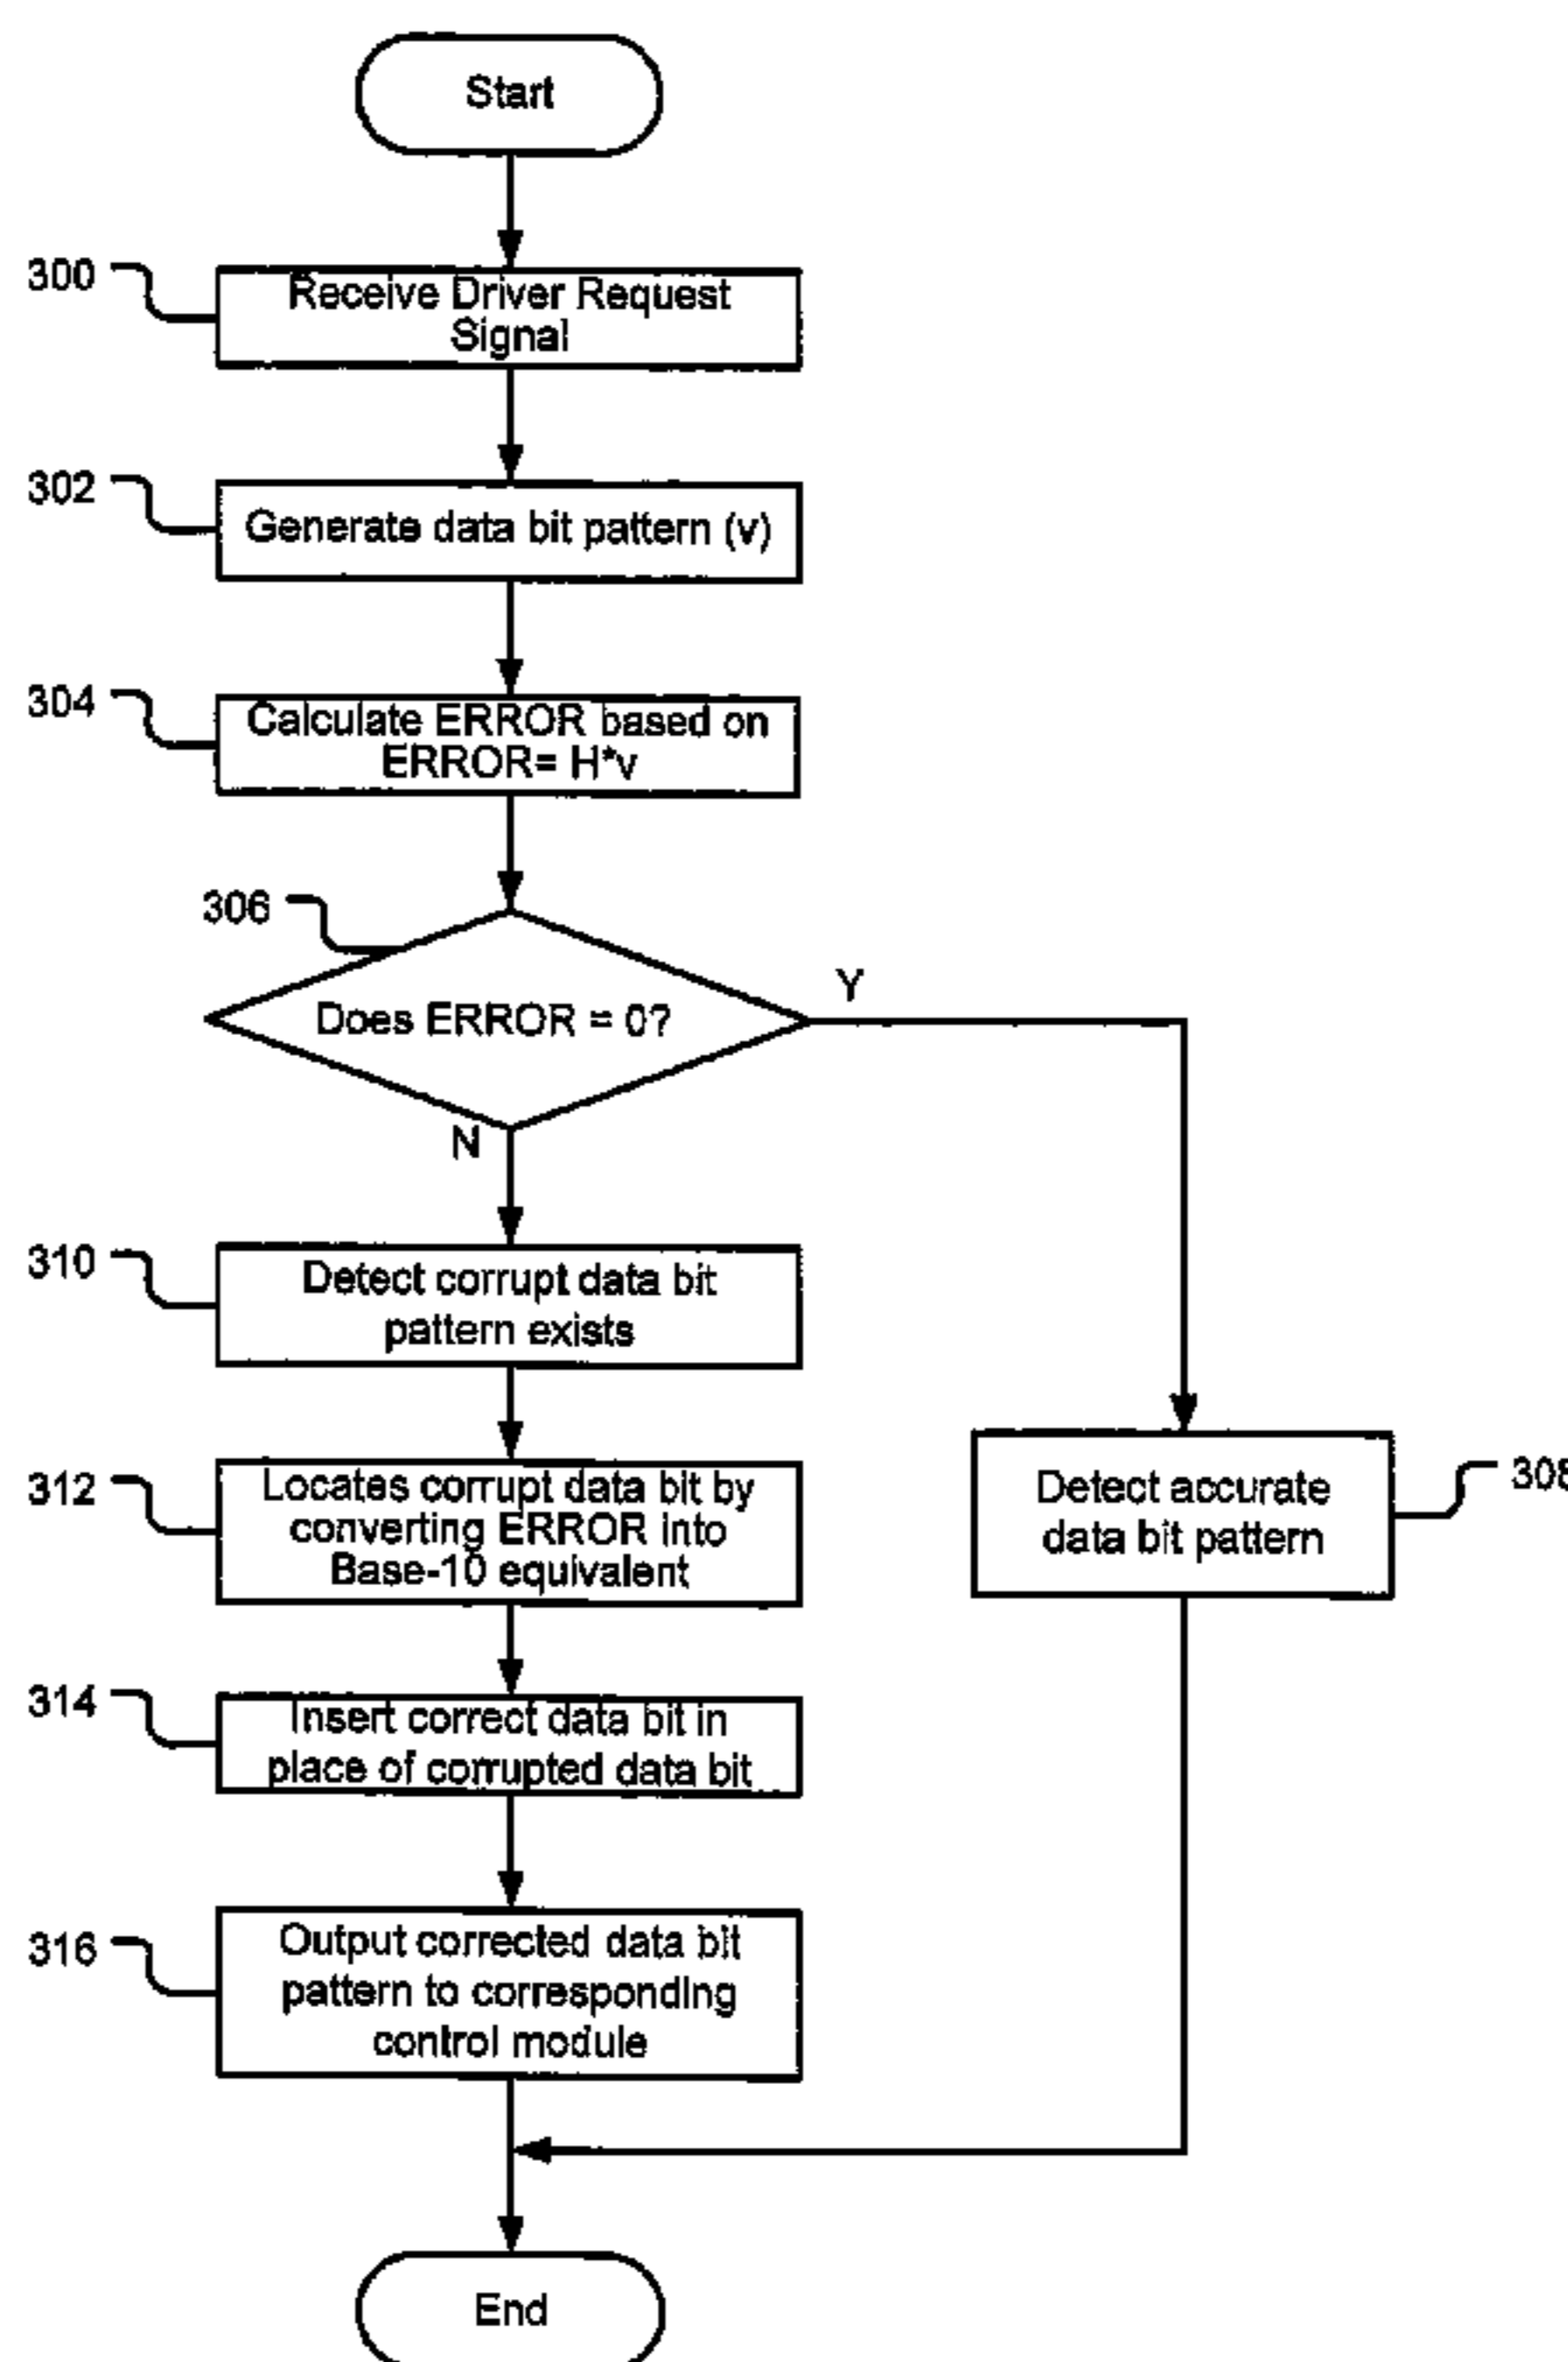 Start
300
Receive Driver Request
Signal
302
Generate data bit pattern (v)
304
Calculate ERROR based on
ERROR= H*v
306
Does ERROR = 0?
Y
N
310
Detect corrupt data bit
pattern exists
312
Locates corrupt data bit by
converting ERROR into
Base-10 equivalent
Detect accurate
data bit pattern
308
314
Insert correct data bit in
place of corrupted data bit
316
Output corrected data bit
pattern to corresponding
control module
End